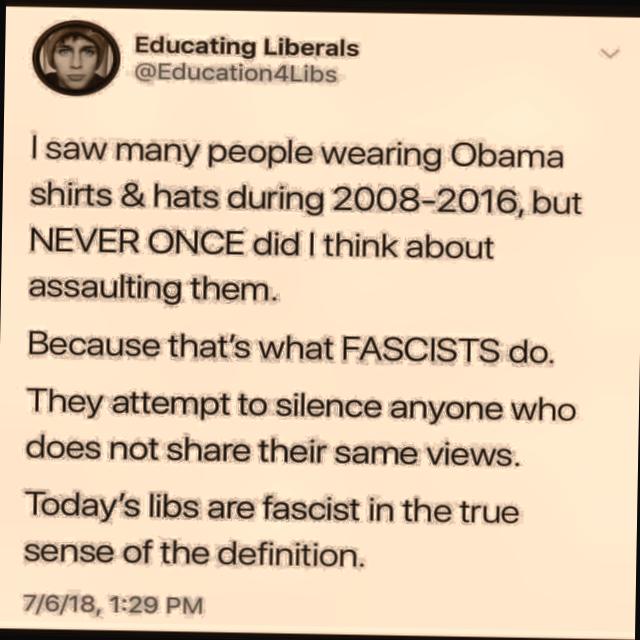 Educating Liberals
@Education4Libs
I saw many people wearing Obama
shirts & hats during 2008-2016, but
NEVER ONCE did I think about
assaulting them.
Because that's what FASCISTS do.
They attempt to silence anyone who
does not share their same views.
Today's libs are fascist in the true
sense of the definition.
7/6/18, 1:29 PM